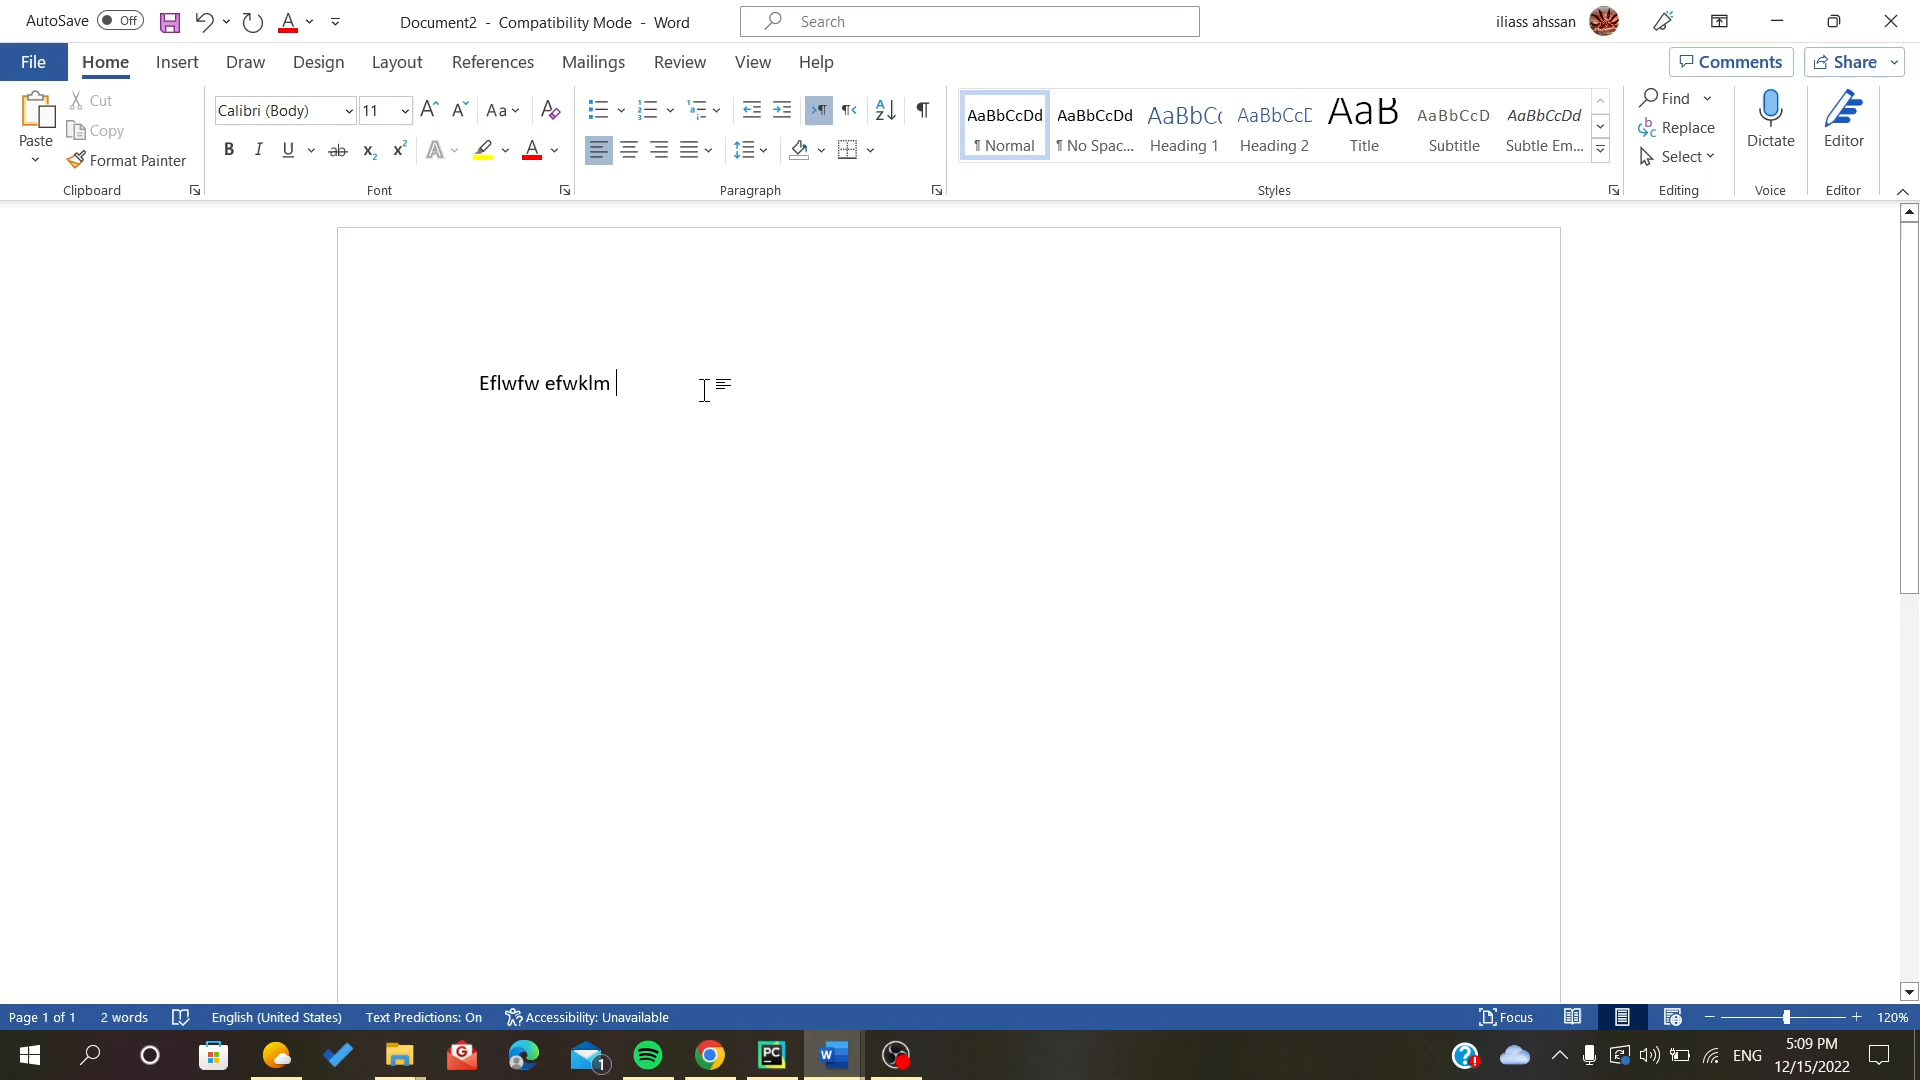 AutoSave Off Document2 - Compatibility Mode - Word Search iliass ahssan
File Home Insert Draw Design Layout References Mailings Review View Help Comments Share
Paste Cut Copy Format Painter Clipboard
Calibri (Body) 11 Aa Font
Paragraph
AaBbCcDd AaBbCcDd AaBbCc AaBbCcD AaB AaBbCcD AaBbCcDd
¶ Normal ¶ No Spac... Heading 1 Heading 2 Title Subtitle Subtle Em...
Styles
Find
Replace
Select
Editing
Dictate
Voice
Editor
Editor
Eflwfw efwklm
Page 1 of 1 2 words English (United States) Text Predictions: On Accessibility: Unavailable Focus 120%
1 ENG 5:09 PM
12/15/2022